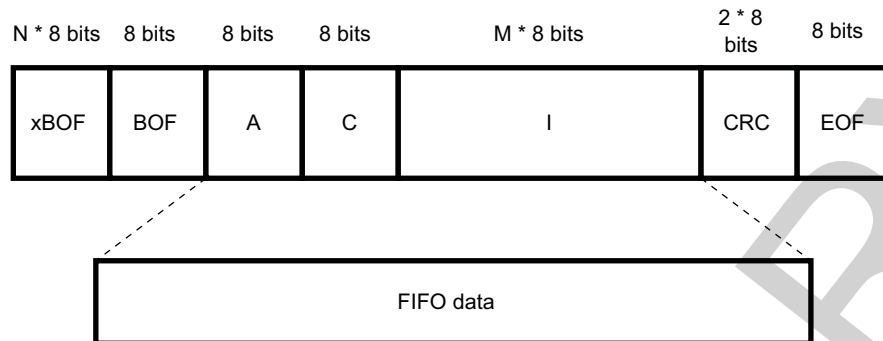 N * 8 bits 8 bits 8 bits 8 bits M * 8 bits 2 * 8 bits 8 bits
xBOF BOF A C I CRC EOF
FIFO data